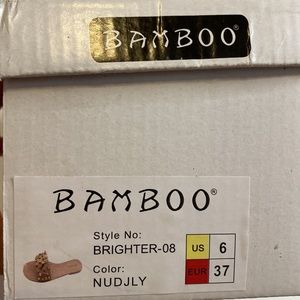 BAMBOO®
BAMBOO®
Style No:
BRIGHTER-08
Color:
NUDJLY
US 6
EUR 37